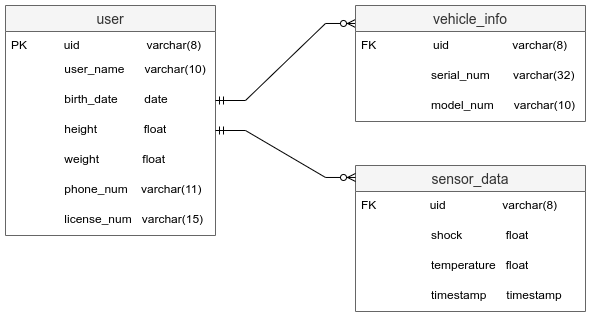 user
PK uid varchar(8)
user_name varchar(10)
birth_date date
height float
weight float
phone_num varchar(11)
license_num varchar(15)
vehicle_info
FK uid varchar(8)
serial_num varchar(32)
model_num varchar(10)
sensor_data
FK uid varchar(8)
shock float
temperature float
timestamp timestamp